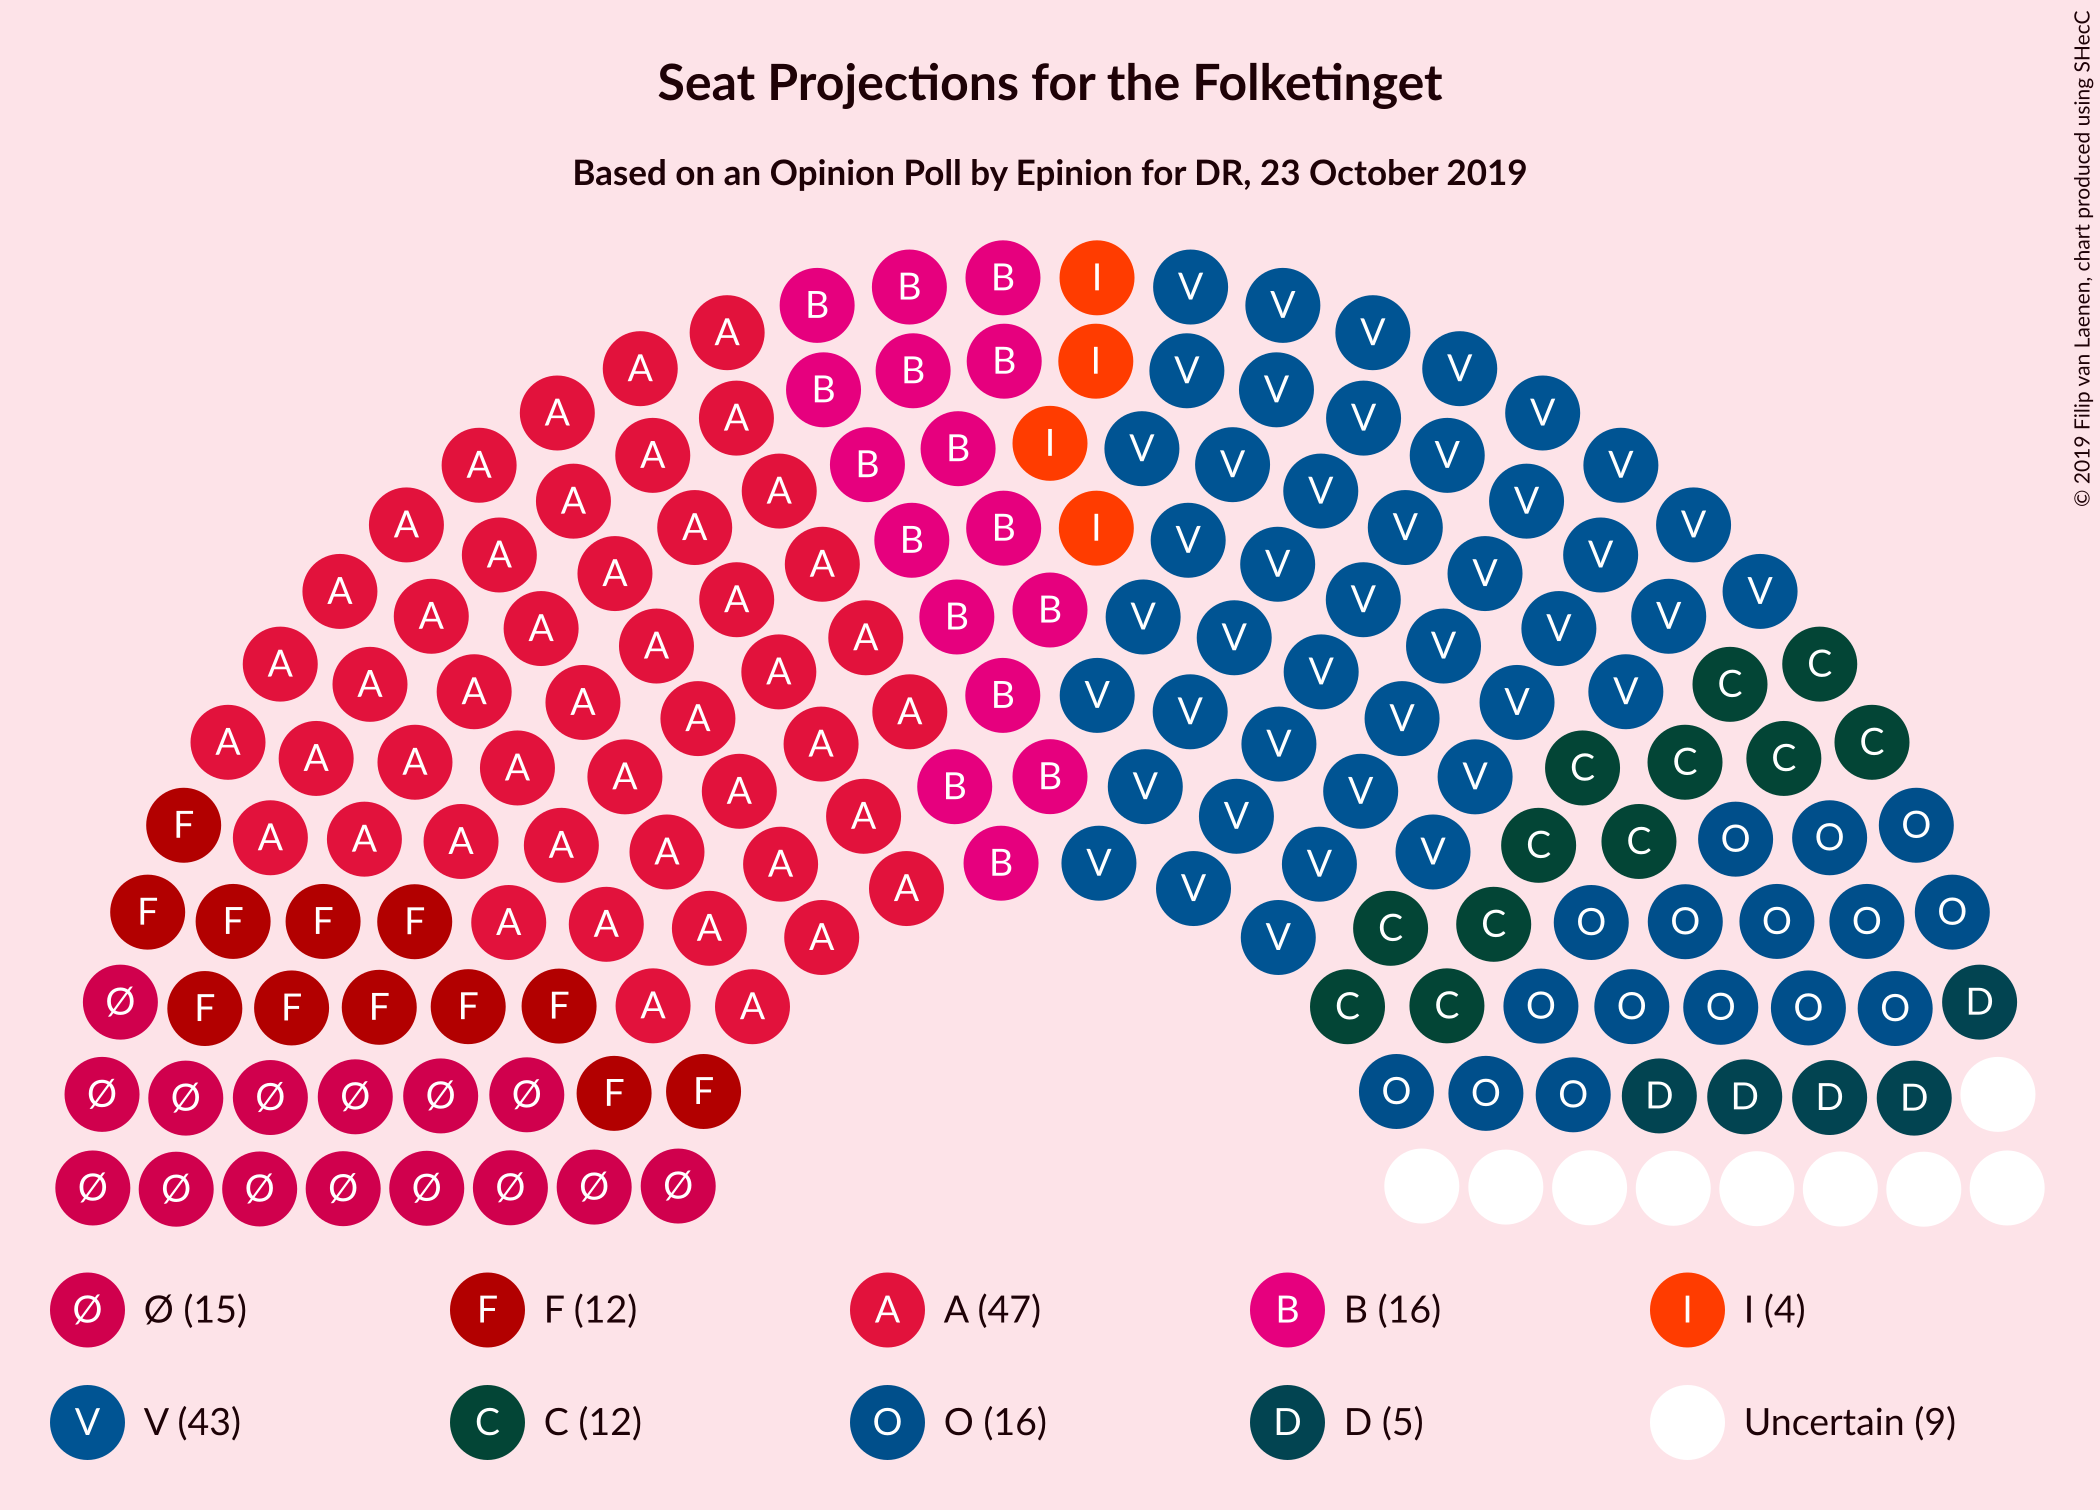 Seat Projections for the Folketinget
Based on an Opinion Poll by Epinion for DR, 23 October 2019
© 2019 Filip van Laenen, chart produced using SHecC
Ø Ø Ø F F A A A A A A A A B B B I V V V V V V V V C C O O D
Ø Ø F F A A A A A A A A B B B I V V V V V V V C C O O O D
Ø Ø F F A A A A A A A B B I V V V V V V V C O O O D
Ø Ø F F A A A A A A B B I V V V V V C C O O D
Ø Ø F A A A A A A B B V V V V V C O O D
Ø Ø F A A A A A B V V V V V C O O
Ø F A A A A B B V V V C C O
Ø F A A A B V V V C O
Ø Ø (15)
F F (12)
A A (47)
B B (16)
I I (4)
V V (43)
C C (12)
O O (16)
D D (5)
Uncertain (9)